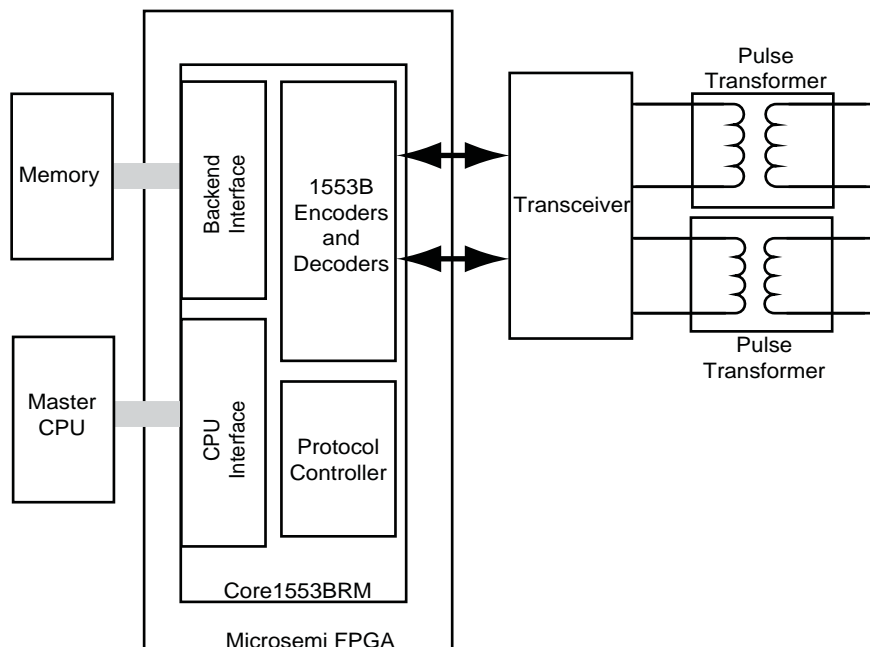 Memory
Master
CPU
Backend
Interface
CPU
Interface
1553B
Encoders
and
Decoders
Protocol
Controller
Core1553BRM
Microsemi FPGA
Transceiver
Pulse
Transformer
Pulse
Transformer